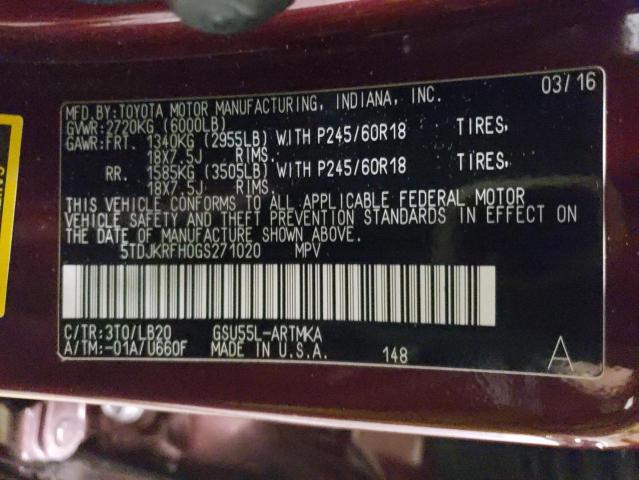 03/16
MFD.BY:TOYOTA MOTOR MANUFACTURING, INDIANA, INC.
GVWR:2720KG (6000LB)
GAWR:FRT. 1340KG (2955LB) WITH P245/60R18 TIRES,
18X7.5J RIMS.
RR. 1585KG (3505LB) WITH P245/60R18 TIRES,
18X7.5J RIMS.
THIS VEHICLE CONFORMS TO ALL APPLICABLE FEDERAL MOTOR
VEHICLE SAFETY AND THEFT PREVENTION STANDARDS IN EFFECT ON
THE DATE OF MANUFACTURE SHOWN ABOVE.
5TDJKRFH0GS271020 MPV
C/TR:3T0/LB20 GSU55L-ARTMKA
A/TM:-01A/U660F MADE IN U.S.A. 148 A